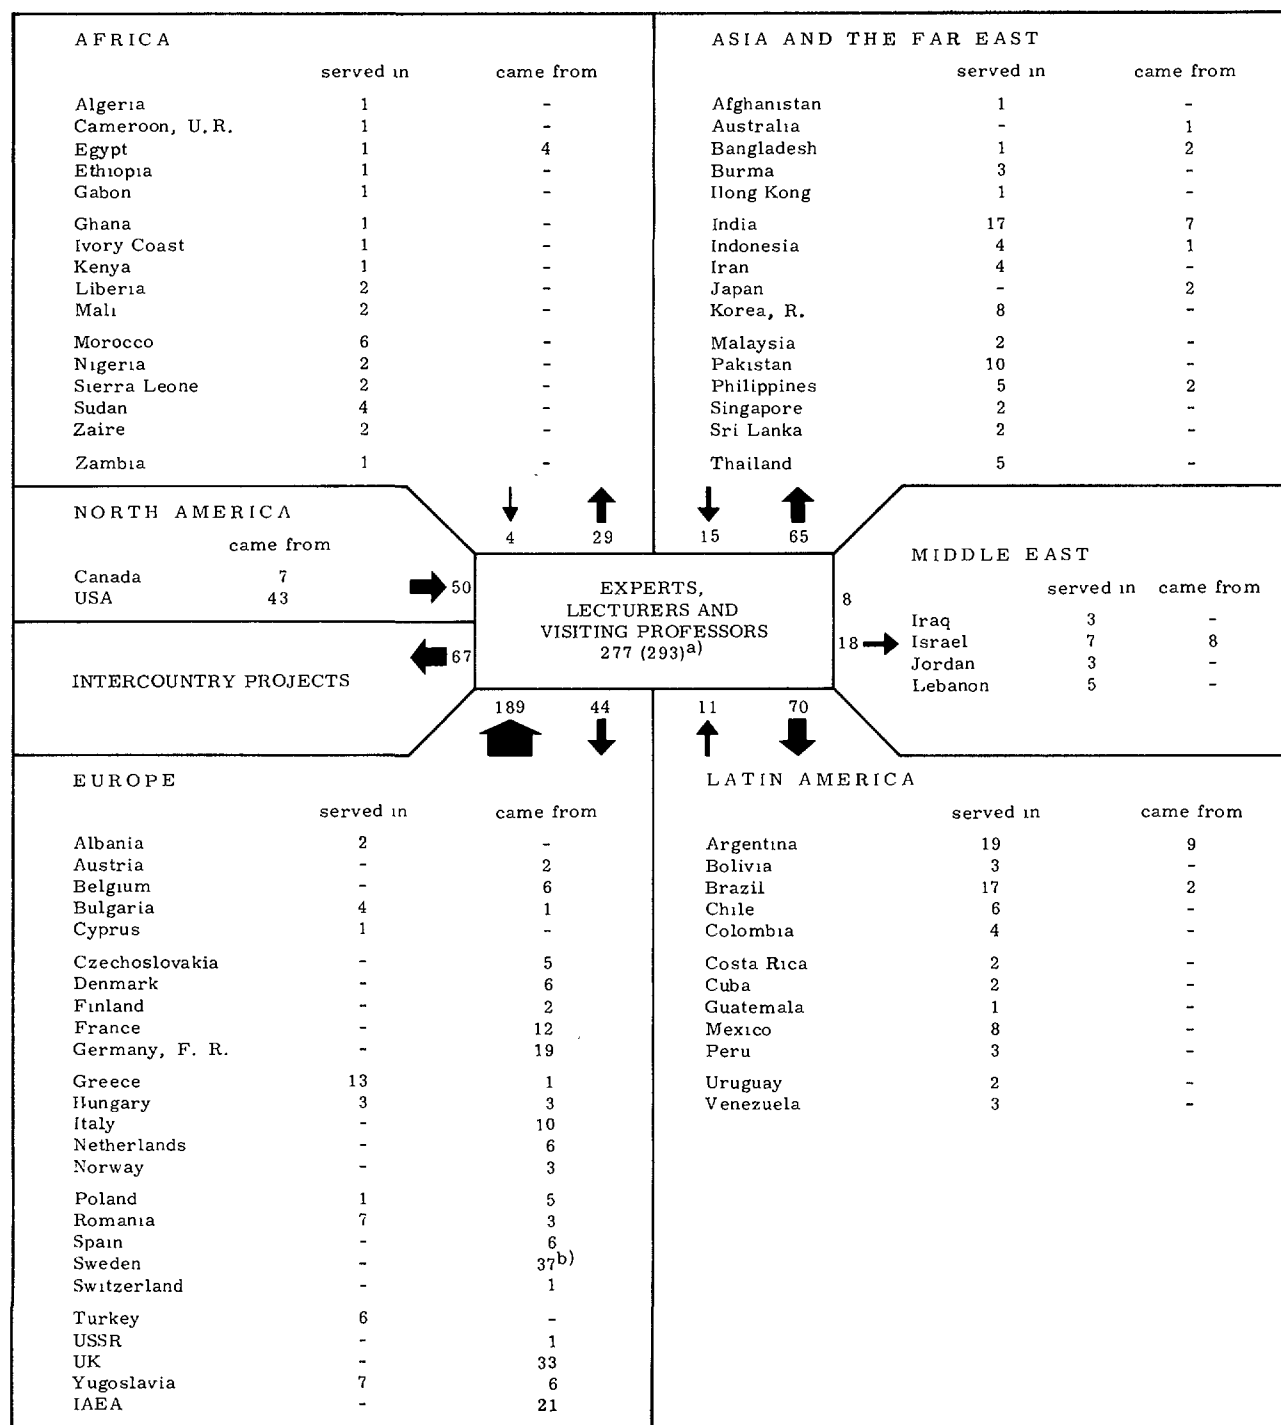 AFRICA
served in came from
Algeria 1 -
Cameroon, U.R. 1 -
Egypt 1 4
Ethiopia 1 -
Gabon 1 -
Ghana 1 -
Ivory Coast 1 -
Kenya 1 -
Liberia 2 -
Mali 2 -
Morocco 6 -
Nigeria 2 -
Sierra Leone 2 -
Sudan 4 -
Zaire 2 -
Zambia 1 -
4 29
ASIA AND THE FAR EAST
served in came from
Afghanistan 1 -
Australia - 1
Bangladesh 1 2
Burma 3 -
Hong Kong 1 -
India 17 7
Indonesia 4 1
Iran 4 -
Japan - 2
Korea, R. 8 -
Malaysia 2 -
Pakistan 10 -
Philippines 5 2
Singapore 2 -
Sri Lanka 2 -
Thailand 5 -
15 65
NORTH AMERICA
came from
Canada 7
USA 43
50
EXPERTS,
LECTURERS AND
VISITING PROFESSORS
277 (293)a)
MIDDLE EAST
served in came from
Iraq 3 -
Israel 7 8
Jordan 3 -
Lebanon 5 -
8
18
INTERCOUNTRY PROJECTS
67
189 44
11 70
EUROPE
served in came from
Albania 2 -
Austria - 2
Belgium - 6
Bulgaria 4 1
Cyprus 1 -
Czechoslovakia - 5
Denmark - 6
Finland - 2
France - 12
Germany, F. R. - 19
Greece 13 1
Hungary 3 3
Italy - 10
Netherlands - 6
Norway - 3
Poland 1 5
Romania 7 3
Spain - 6
Sweden - 37b)
Switzerland - 1
Turkey 6 -
USSR - 1
UK - 33
Yugoslavia 7 6
IAEA - 21
LATIN AMERICA
served in came from
Argentina 19 9
Bolivia 3 -
Brazil 17 2
Chile 6 -
Colombia 4 -
Costa Rica 2 -
Cuba 2 -
Guatemala 1 -
Mexico 8 -
Peru 3 -
Uruguay 2 -
Venezuela 3 -